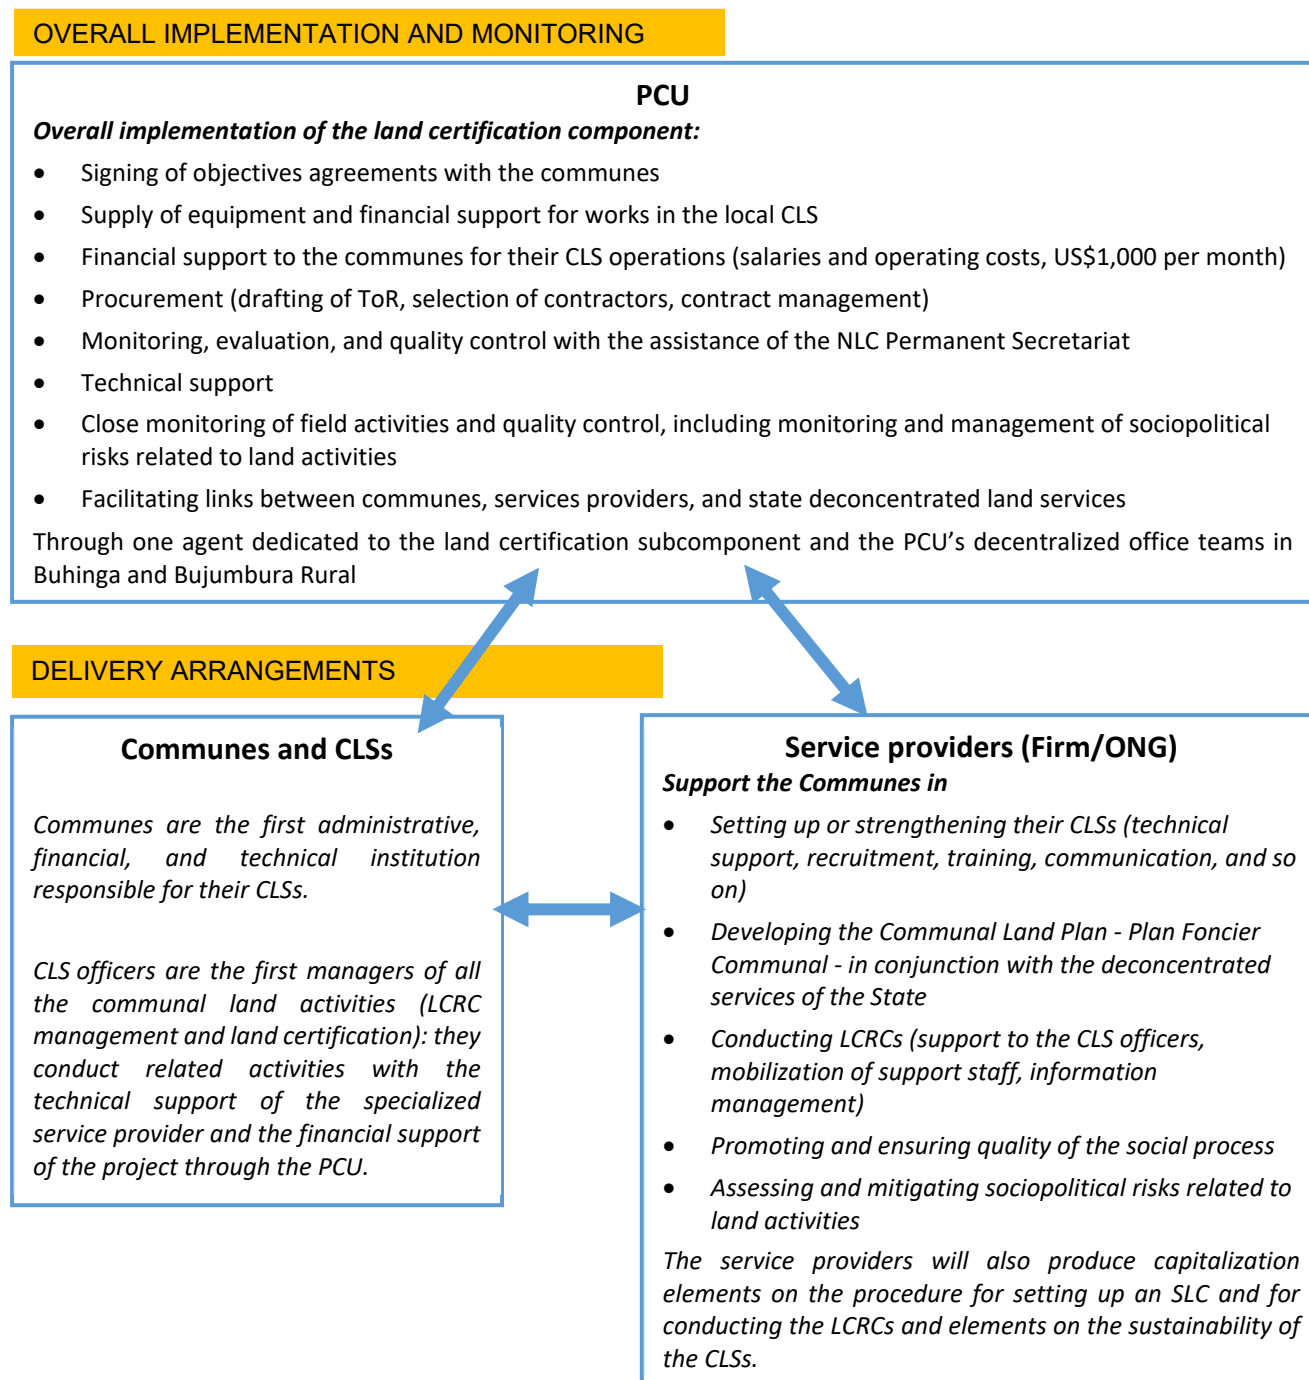 OVERALL IMPLEMENTATION AND MONITORING
PCU
Overall implementation of the land certification component:
• Signing of objectives agreements with the communes
• Supply of equipment and financial support for works in the local CLS
• Financial support to the communes for their CLS operations (salaries and operating costs, US$1,000 per month)
• Procurement (drafting of ToR, selection of contractors, contract management)
• Monitoring, evaluation, and quality control with the assistance of the NLC Permanent Secretariat
• Technical support
• Close monitoring of field activities and quality control, including monitoring and management of sociopolitical
risks related to land activities
• Facilitating links between communes, services providers, and state deconcentrated land services
Through one agent dedicated to the land certification subcomponent and the PCU’s decentralized office teams in
Buhinga and Bujumbura Rural
DELIVERY ARRANGEMENTS
Communes and CLSs
Communes are the first administrative,
financial, and technical institution
responsible for their CLSs.
CLS officers are the first managers of all
the communal land activities (LCRC
management and land certification): they
conduct related activities with the
technical support of the specialized
service provider and the financial support
of the project through the PCU.
Service providers (Firm/ONG)
Support the Communes in
• Setting up or strengthening their CLSs (technical
support, recruitment, training, communication, and so
on)
• Developing the Communal Land Plan - Plan Foncier
Communal - in conjunction with the deconcentrated
services of the State
• Conducting LCRCs (support to the CLS officers,
mobilization of support staff, information
management)
• Promoting and ensuring quality of the social process
• Assessing and mitigating sociopolitical risks related to
land activities
The service providers will also produce capitalization
elements on the procedure for setting up an SLC and for
conducting the LCRCs and elements on the sustainability of
the CLSs.